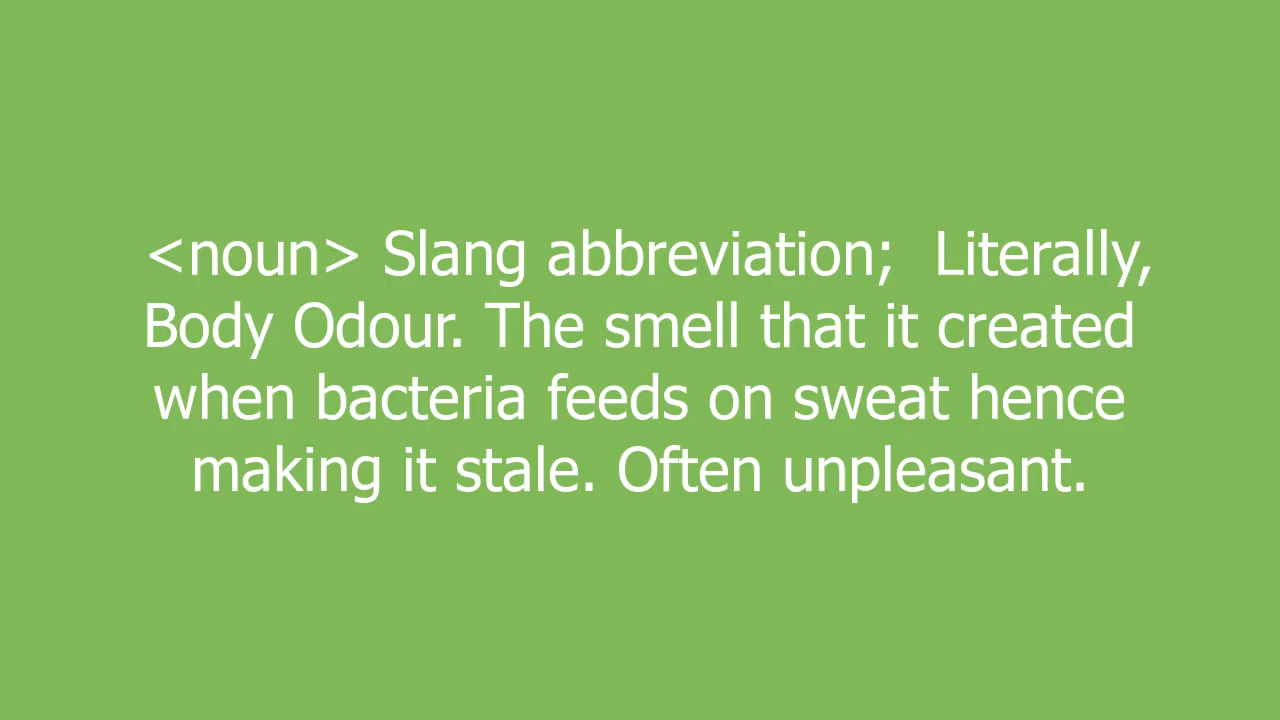 <noun> Slang abbreviation;  Literally,
Body Odour. The smell that it created
when bacteria feeds on sweat hence
making it stale. Often unpleasant.